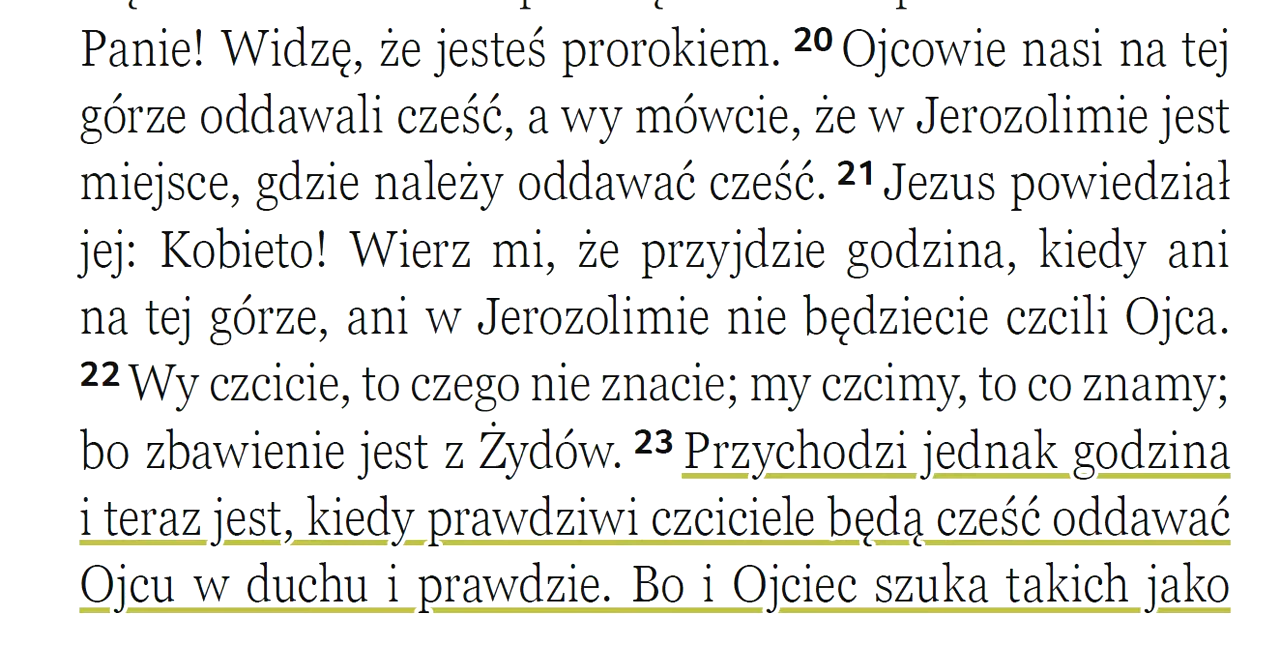 Panie! Widzę, że jesteś prorokiem. 20 Ojcowie nasi na tej
górze oddawali cześć, a wy mówcie, że w Jerozolimie jest
miejsce, gdzie należy oddawać cześć. 21 Jezus powiedział
jej: Kobieto! Wierz mi, że przyjdzie godzina, kiedy ani
na tej górze, ani w Jerozolimie nie będziecie czcili Ojca.
22 Wy czcicie, to czego nie znacie; my czcimy, to co znamy;
bo zbawienie jest z Żydów. 23 Przychodzi jednak godzina
i teraz jest, kiedy prawdziwi czciciele będą cześć oddawać
Ojcu w duchu i prawdzie. Bo i Ojciec szuka takich jako